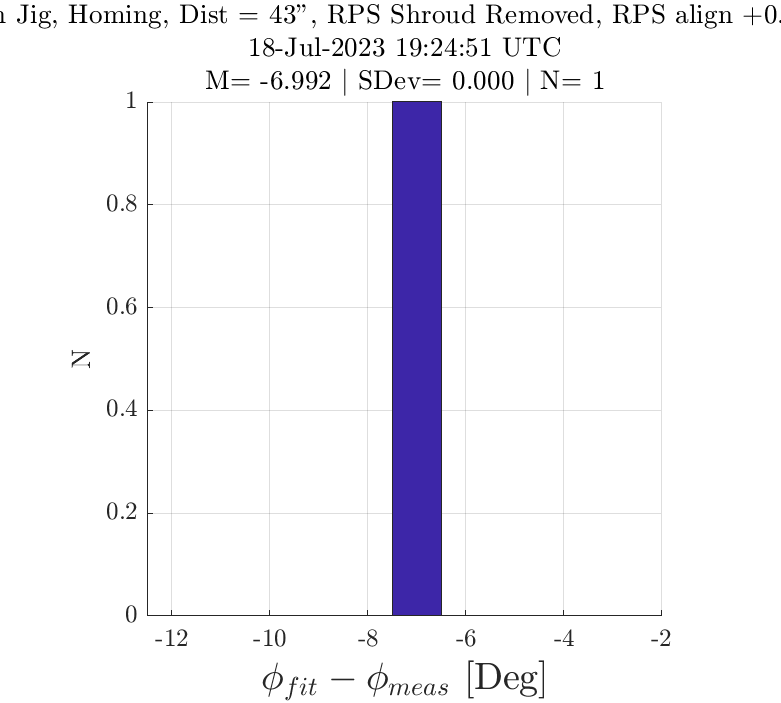 Jig, Homing, Dist = 43”, RPS Shroud Removed, RPS align +0.
18-Jul-2023 19:24:51 UTC
M= -6.992 | SDev= 0.000 | N= 1
1
0.8
0.6
0.4
0.2
0
N
-12 -10 -8 -6 -4 -2
ϕ_fit − ϕ_meas [Deg]